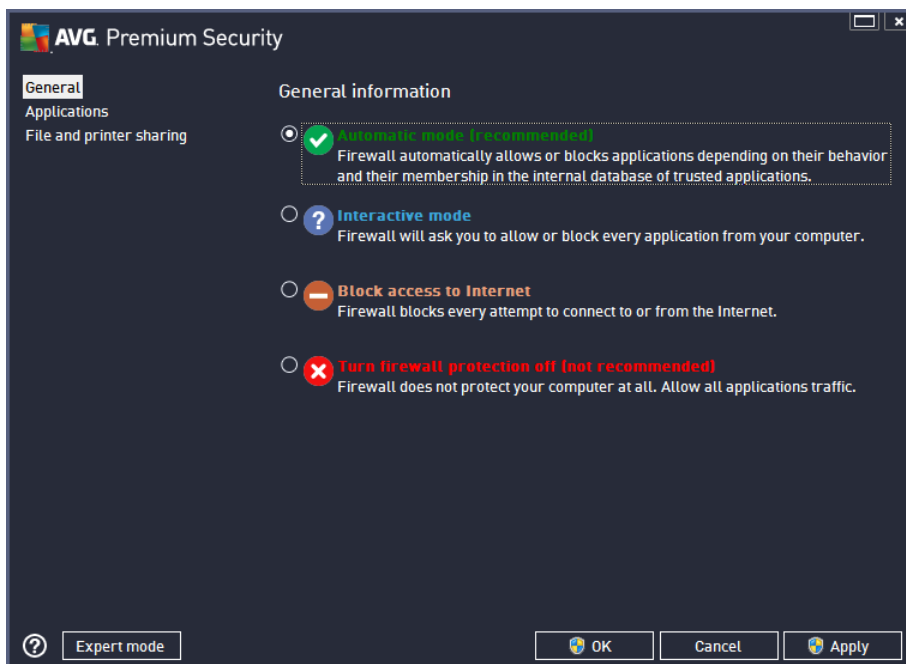 AVG. Premium Security
General
Applications
File and printer sharing
General information
Automatic mode (recommended)
Firewall automatically allows or blocks applications depending on their behavior
and their membership in the internal database of trusted applications.
Interactive mode
Firewall will ask you to allow or block every application from your computer.
Block access to Internet
Firewall blocks every attempt to connect to or from the Internet.
Turn firewall protection off (not recommended)
Firewall does not protect your computer at all. Allow all applications traffic.
Expert mode
OK
Cancel
Apply